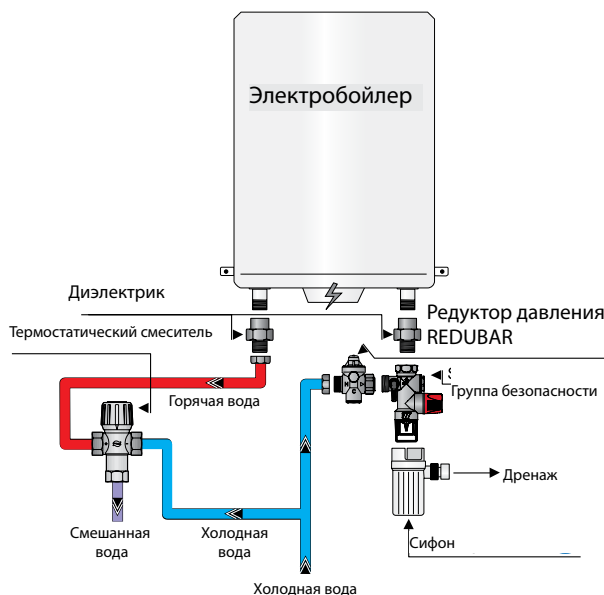 Электробойлер
Диэлектрик
Редуктор давления
REDUBAR
Термостатический смеситель
Группа безопасности
Горячая вода
Дренаж
Смешанная
вода
Холодная
вода
Сифон
Холодная вода